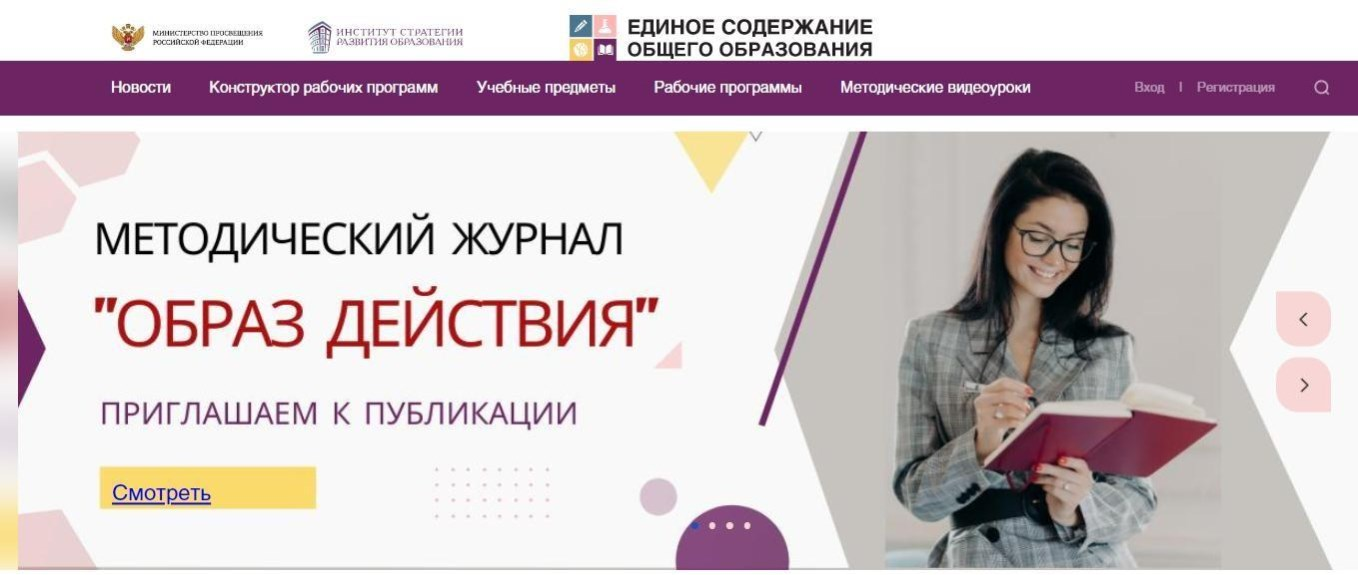 МИНИСТЕРСТВО ПРОСВЕЩЕНИЯ
РОССИЙСКОЙ ФЕДЕРАЦИИ
ИНСТИТУТ СТРАТЕГИИ
РАЗВИТИЯ ОБРАЗОВАНИЯ
ЕДИНОЕ СОДЕРЖАНИЕ
ОБЩЕГО ОБРАЗОВАНИЯ
Новости Конструктор рабочих программ Учебные предметы Рабочие программы Методические видеоуроки Вход | Регистрация
МЕТОДИЧЕСКИЙ ЖУРНАЛ
"ОБРАЗ ДЕЙСТВИЯ"
ПРИГЛАШАЕМ К ПУБЛИКАЦИИ
Смотреть